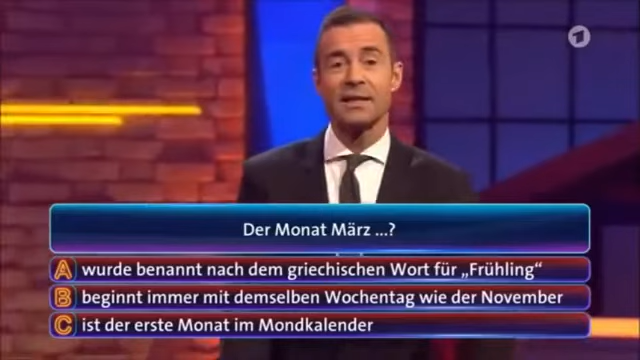 Der Monat März ...?
A wurde benannt nach dem griechischen Wort für „Frühling“
B beginnt immer mit demselben Wochentag wie der November
C ist der erste Monat im Mondkalender